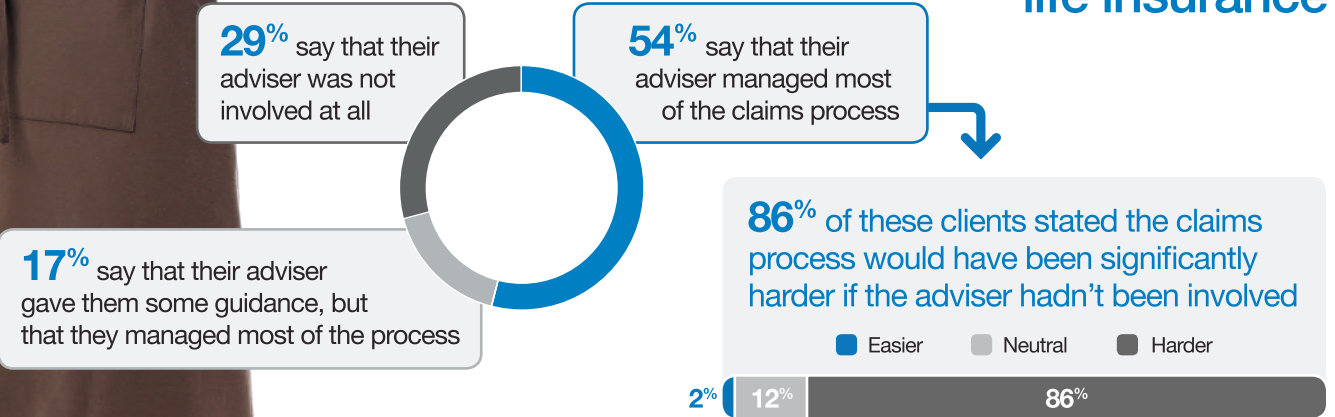 life insurance
29% say that their
adviser was not
involved at all
54% say that their
adviser managed most
of the claims process
17% say that their adviser
gave them some guidance, but
that they managed most of the process
86% of these clients stated the claims
process would have been significantly
harder if the adviser hadn't been involved
Easier Neutral Harder
2% 12% 86%